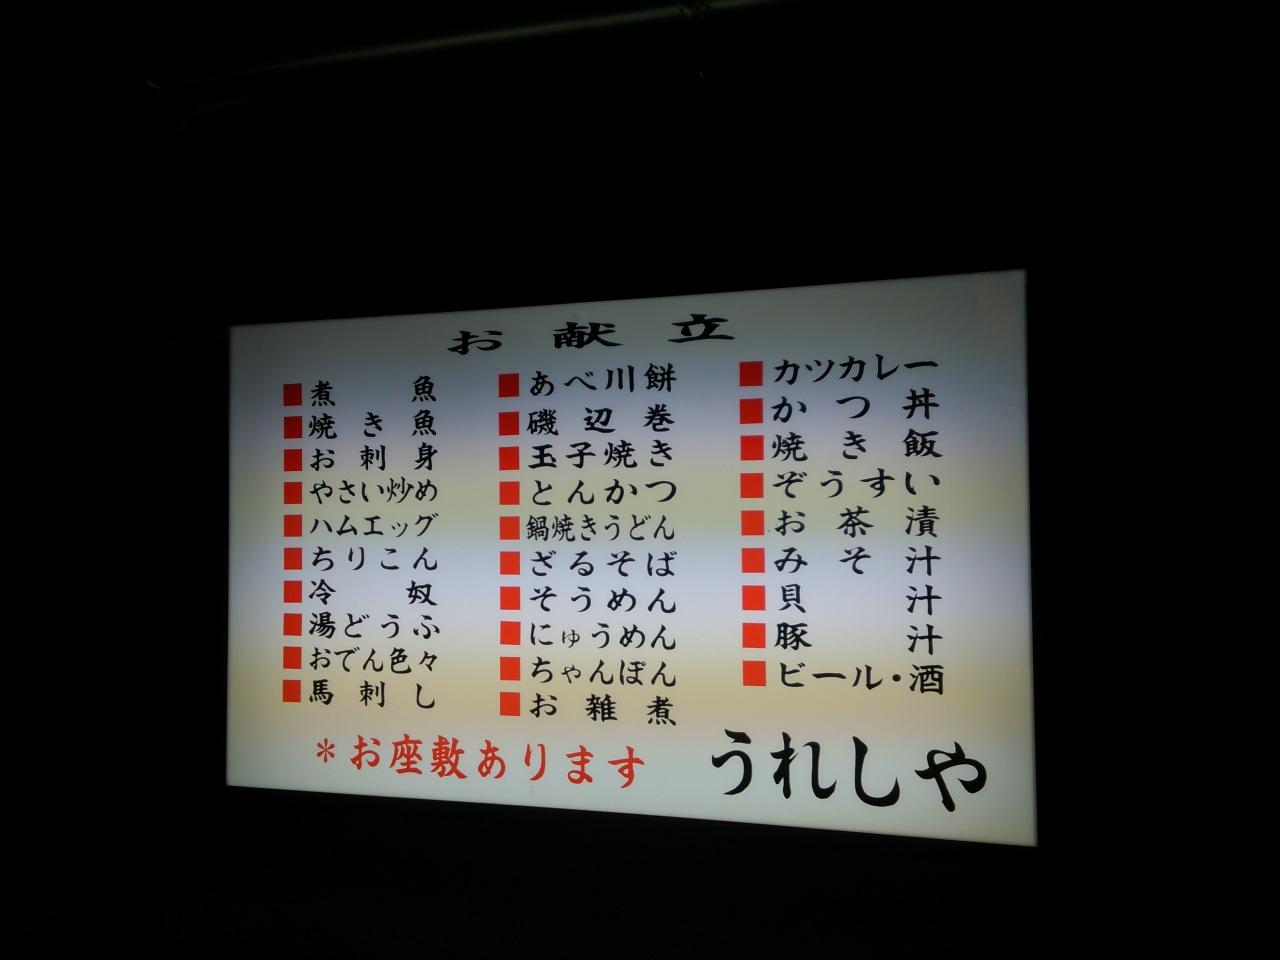 お献立
煮魚
焼き魚
お刺身
やさい炒め
ハムエッグ
ちりこん
冷奴
湯どうふ
おでん色々
馬刺し
あべ川餅
磯辺巻
玉子焼き
とんかつ
鍋焼きうどん
ざるそば
そうめん
にゅうめん
ちゃんぽん
お雑煮
カツカレー
かつ丼
焼き飯
ぞうすい
お茶漬
みそ汁
貝汁
豚汁
ビール・酒
＊お座敷あります
うれしや